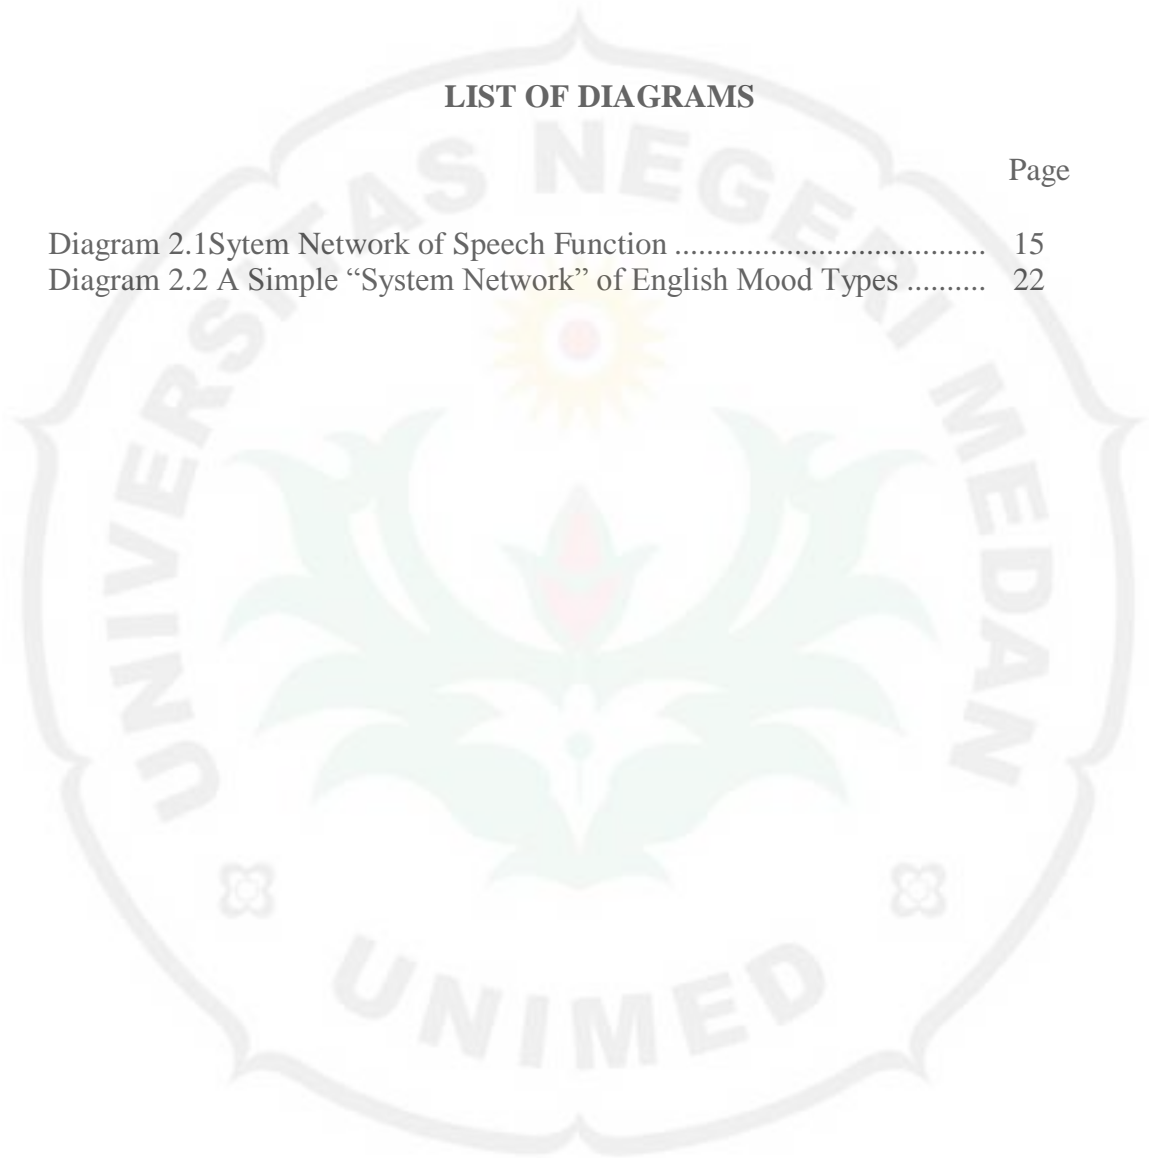 LIST OF DIAGRAMS
Page
Diagram 2.1Sytem Network of Speech Function ...................................... 15
Diagram 2.2 A Simple “System Network” of English Mood Types .......... 22
UNIVERSITAS NEGERI MEDAN
UNIMED